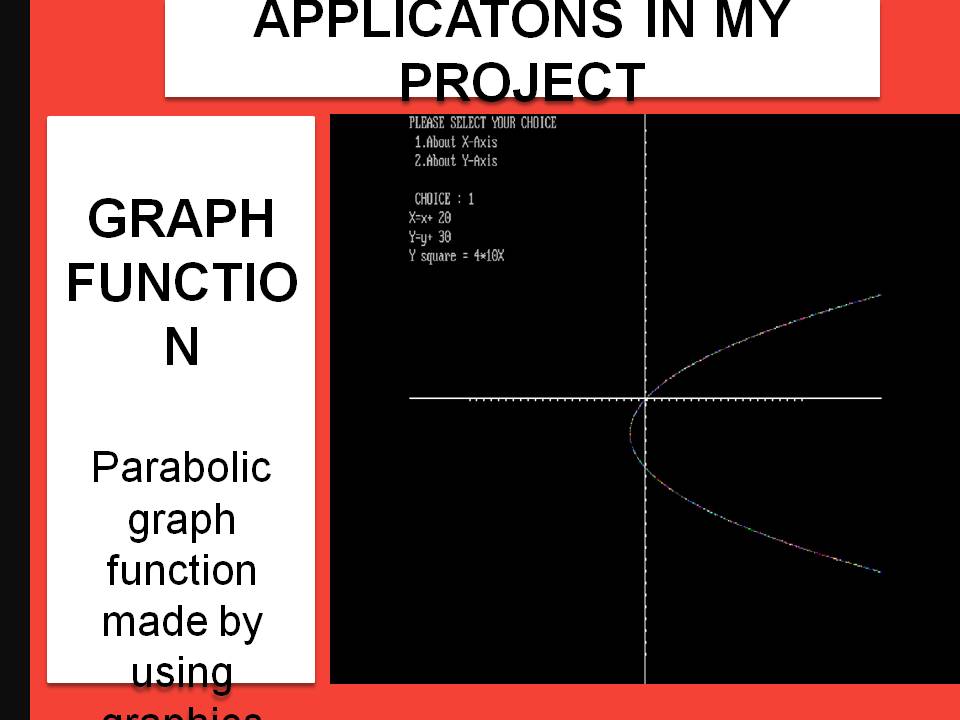 APPLICATONS IN MY
PROJECT
GRAPH
FUNCTIO
N
Parabolic
graph
function
made by
using
graphics
PLEASE SELECT YOUR CHOICE
1.About X-Axis
2.About Y-Axis
CHOICE : 1
X=x+ 20
Y=y+ 30
Y square = 4*10X